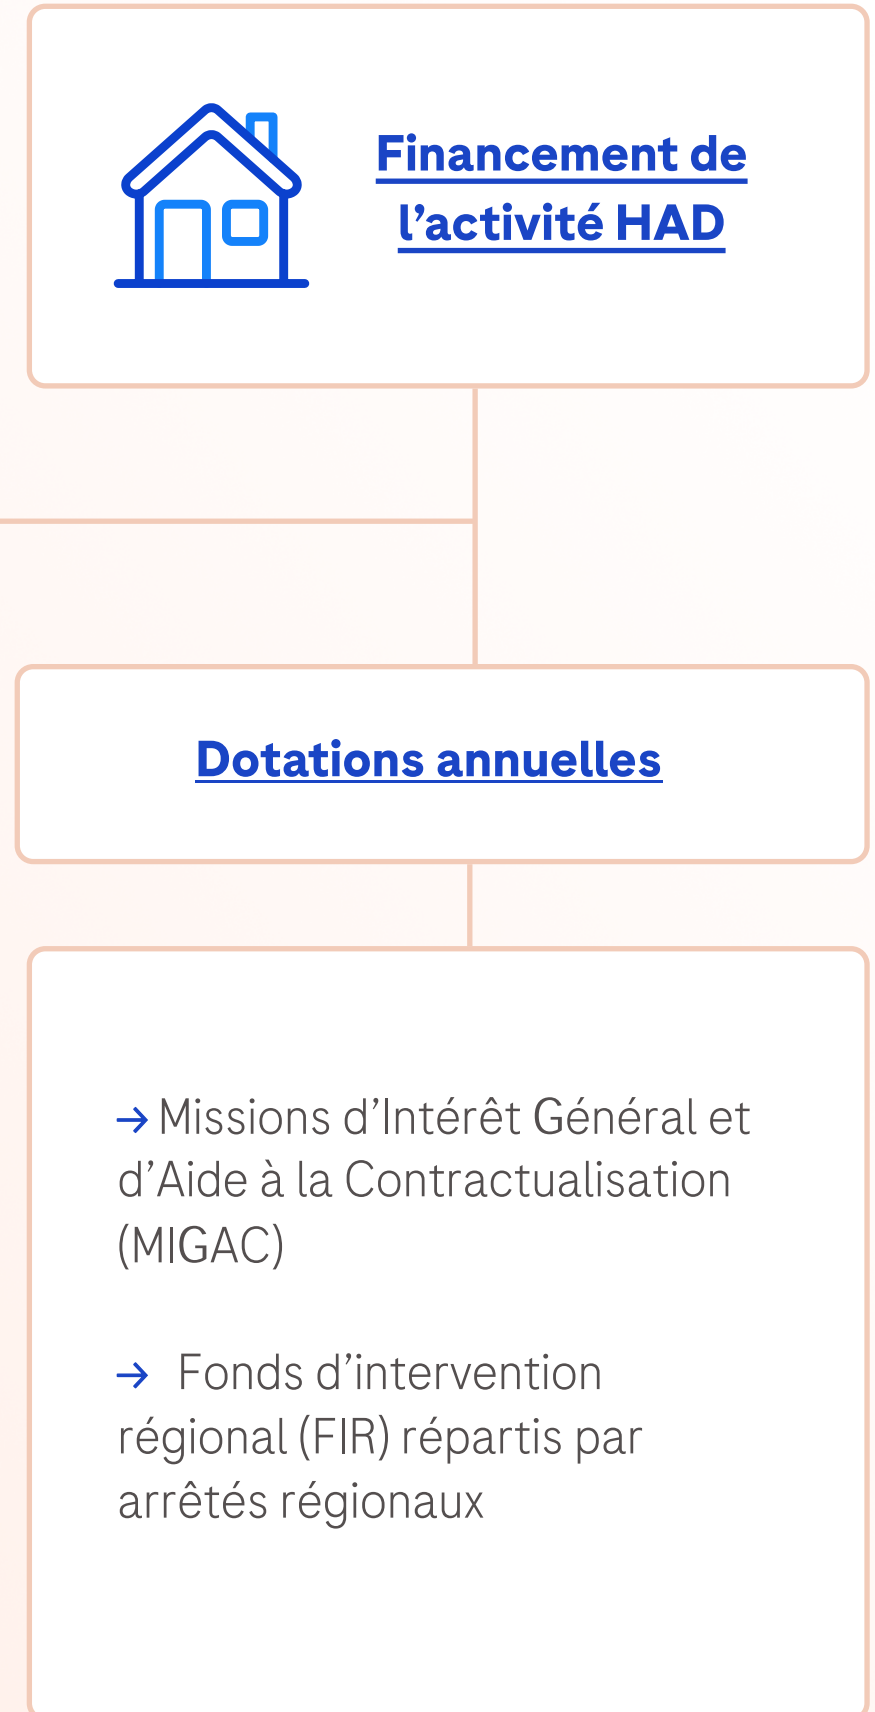 Financement de
l’activité HAD
Dotations annuelles
→ Missions d’Intérêt Général et
d’Aide à la Contractualisation
(MIGAC)
→ Fonds d’intervention
régional (FIR) répartis par
arrêtés régionaux